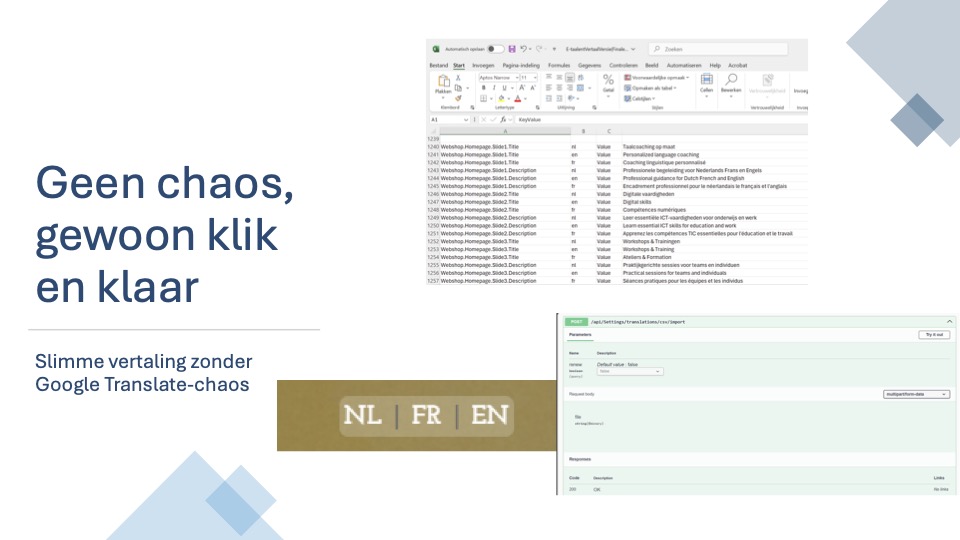 Geen chaos,
gewoon klik
en klaar
Slimme vertaling zonder
Google Translate-chaos
Automatisch opslaan
Zoeken
Bestand Start Invoegen Pagina-indeling Formules Gegevens Controleren Beeld Automatiseren Help Acrobat
Plakken
Aptos Narrow 11
Getal
Voorwaardelijke opmaak
Opmaken als tabel
Celstijlen
Cellen
Bewerken
Klembord Lettertype Uitlijning Stijlen
A1 fx KeyValue
A B C
1239
1240 Webshop.Homepage.Slide1.Title nl Value Taalcoaching op maat
1241 Webshop.Homepage.Slide1.Title en Value Personalized language coaching
1242 Webshop.Homepage.Slide1.Title fr Value Coaching linguistique personnalisé
1243 Webshop.Homepage.Slide1.Description nl Value Professionele begeleiding voor Nederlands Frans en Engels
1244 Webshop.Homepage.Slide1.Description en Value Professional guidance for Dutch French and English
1245 Webshop.Homepage.Slide1.Description fr Value Encadrement professionnel pour le néerlandais le français et l'anglais
1246 Webshop.Homepage.Slide2.Title nl Value Digitale vaardigheden
1247 Webshop.Homepage.Slide2.Title en Value Digital skills
1248 Webshop.Homepage.Slide2.Title fr Value Compétences numériques
1249 Webshop.Homepage.Slide2.Description nl Value Leer essentiële ICT-vaardigheden voor onderwijs en werk
1250 Webshop.Homepage.Slide2.Description en Value Learn essential ICT skills for education and work
1251 Webshop.Homepage.Slide2.Description fr Value Apprenez les compétences TIC essentielles pour l'éducation et le travail
1252 Webshop.Homepage.Slide3.Title nl Value Workshops & Trainingen
1253 Webshop.Homepage.Slide3.Title en Value Workshops & Training
1254 Webshop.Homepage.Slide3.Title fr Value Ateliers & Formation
1255 Webshop.Homepage.Slide3.Description nl Value Praktijkgerichte sessies voor teams en individuen
1256 Webshop.Homepage.Slide3.Description en Value Practical sessions for teams and individuals
1257 Webshop.Homepage.Slide3.Description fr Value Séances pratiques pour les équipes et les individus
NL | FR | EN
POST /api/Settings/translations/csv/import
Parameters Try it out
Name Description
Default value : false
boolean false
(query)
Request body multipart/form-data
file
string($binary)
Responses
Code Description Links
200 OK No links